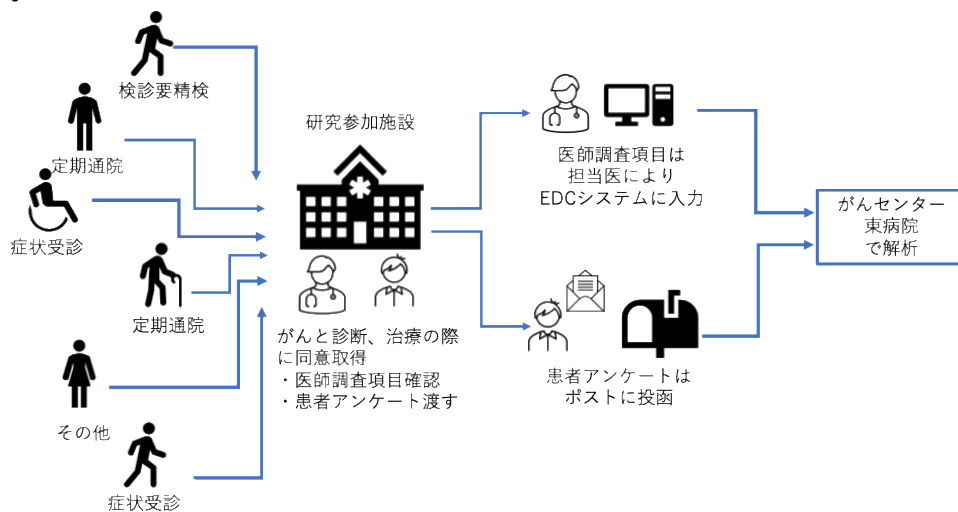 検診要精検
定期通院
症状受診
定期通院
その他
症状受診
研究参加施設
がんと診断、治療の際
に同意取得
・医師調査項目確認
・患者アンケート渡す
医師調査項目は
担当医により
EDCシステムに入力
患者アンケートは
ポストに投函
がんセンター
東病院
で解析